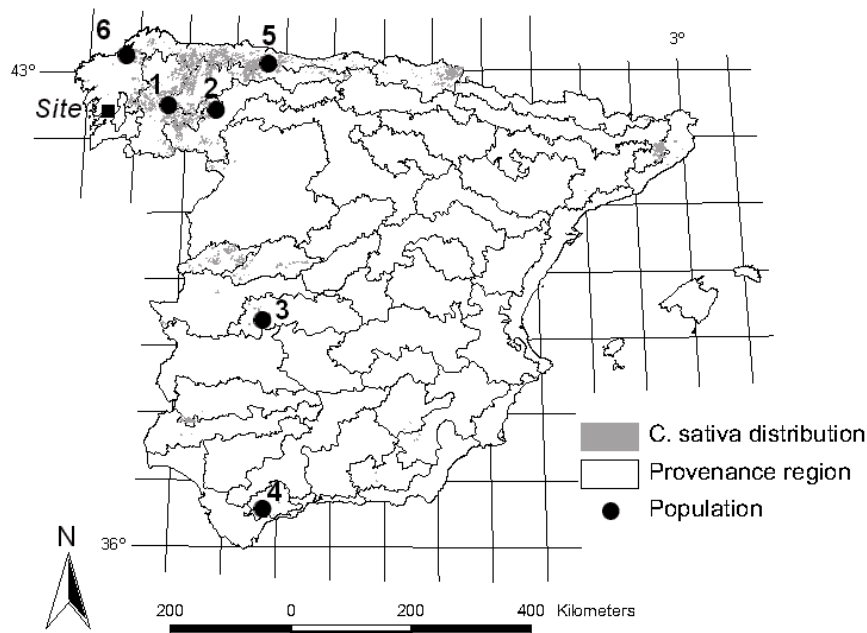 6
5
3°
43°
1
2
Site
3
C. sativa distribution
Provenance region
4
Population
N
36°
200 0 200 400 Kilometers